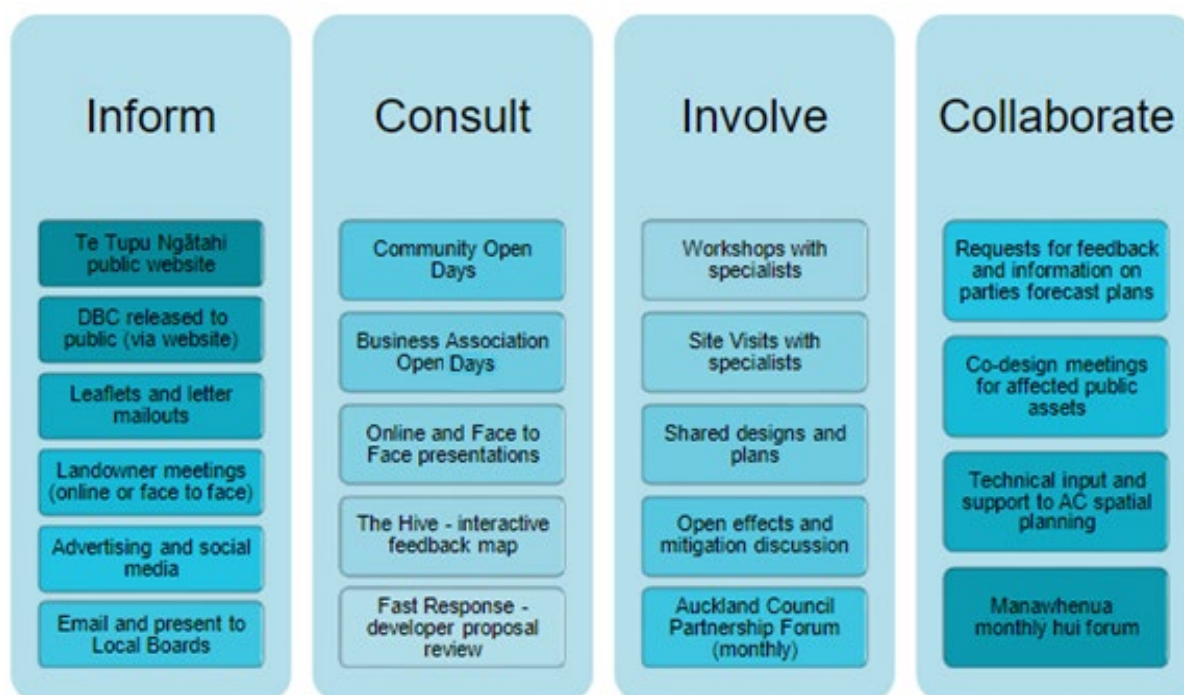 Inform
Te Tupu Ngātahi
public website
DBC released to
public (via website)
Leaflets and letter
mailouts
Landowner meetings
(online or face to face)
Advertising and social
media
Email and present to
Local Boards
Consult
Community Open
Days
Business Association
Open Days
Online and Face to
Face presentations
The Hive - interactive
feedback map
Fast Response -
developer proposal
review
Involve
Workshops with
specialists
Site Visits with
specialists
Shared designs and
plans
Open effects and
mitigation discussion
Auckland Council
Partnership Forum
(monthly)
Collaborate
Requests for feedback
and information on
parties forecast plans
Co-design meetings
for affected public
assets
Technical input and
support to AC spatial
planning
Manawhenua
monthly hui forum